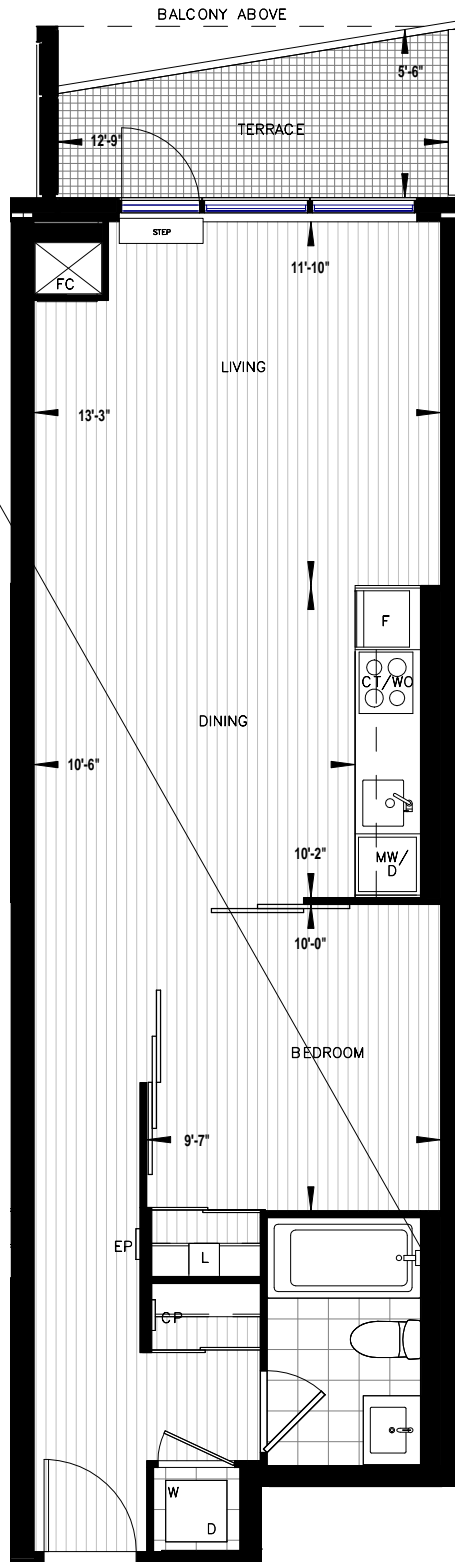 BALCONY ABOVE
5'-6"
TERRACE
12'-9"
STEP
FC
11'-10"
LIVING
13'-3"
F
CT/WO
DINING
10'-6"
10'-2"
MW/
D
10'-0"
BEDROOM
9'-7"
EP
L
CP
W
D